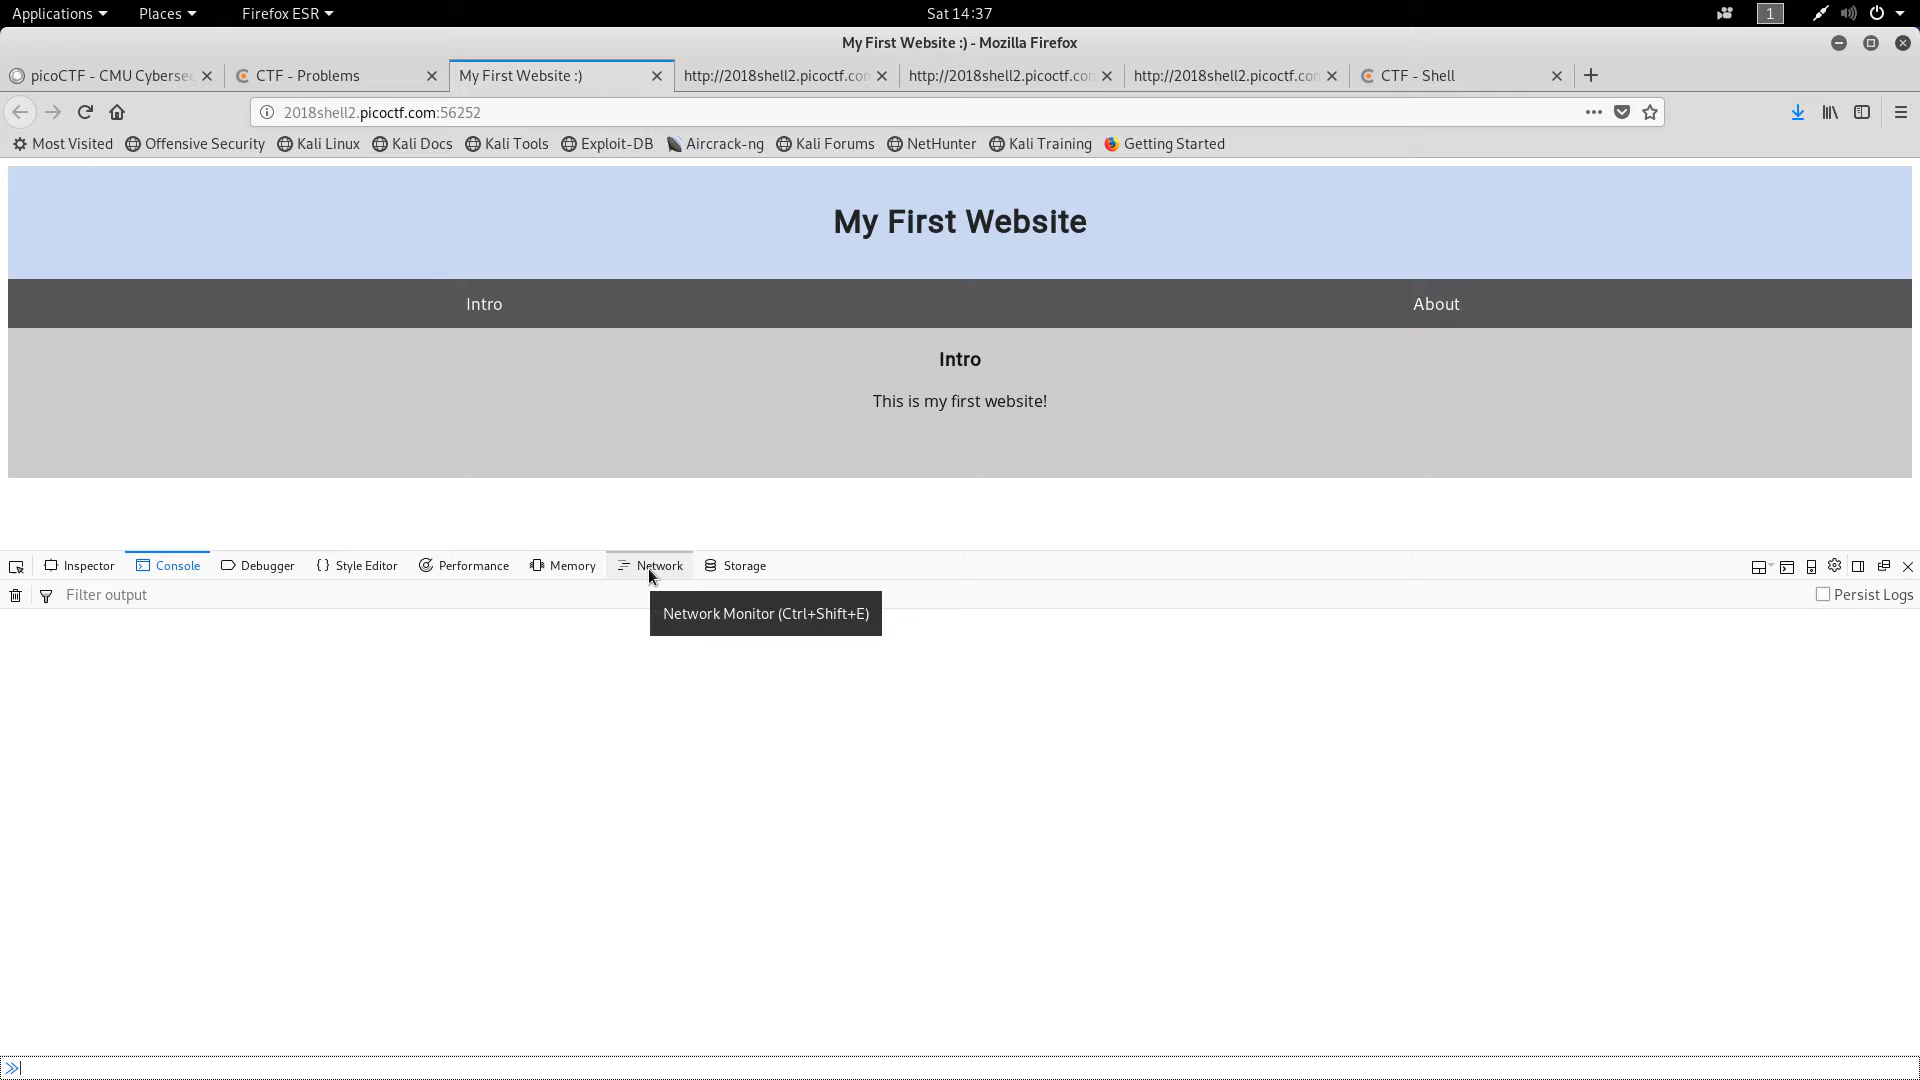 Applications Places Firefox ESR Sat 14:37 1
My First Website :) - Mozilla Firefox
picoCTF - CMU Cybersec CTF - Problems My First Website :) http://2018shell2.picoctf.com http://2018shell2.picoctf.com http://2018shell2.picoctf.com CTF - Shell
2018shell2.picoctf.com:56252
Most Visited Offensive Security Kali Linux Kali Docs Kali Tools Exploit-DB Aircrack-ng Kali Forums NetHunter Kali Training Getting Started
My First Website
Intro About
Intro
This is my first website!
Inspector Console Debugger {} Style Editor Performance Memory Network Storage
Filter output Persist Logs
Network Monitor (Ctrl+Shift+E)